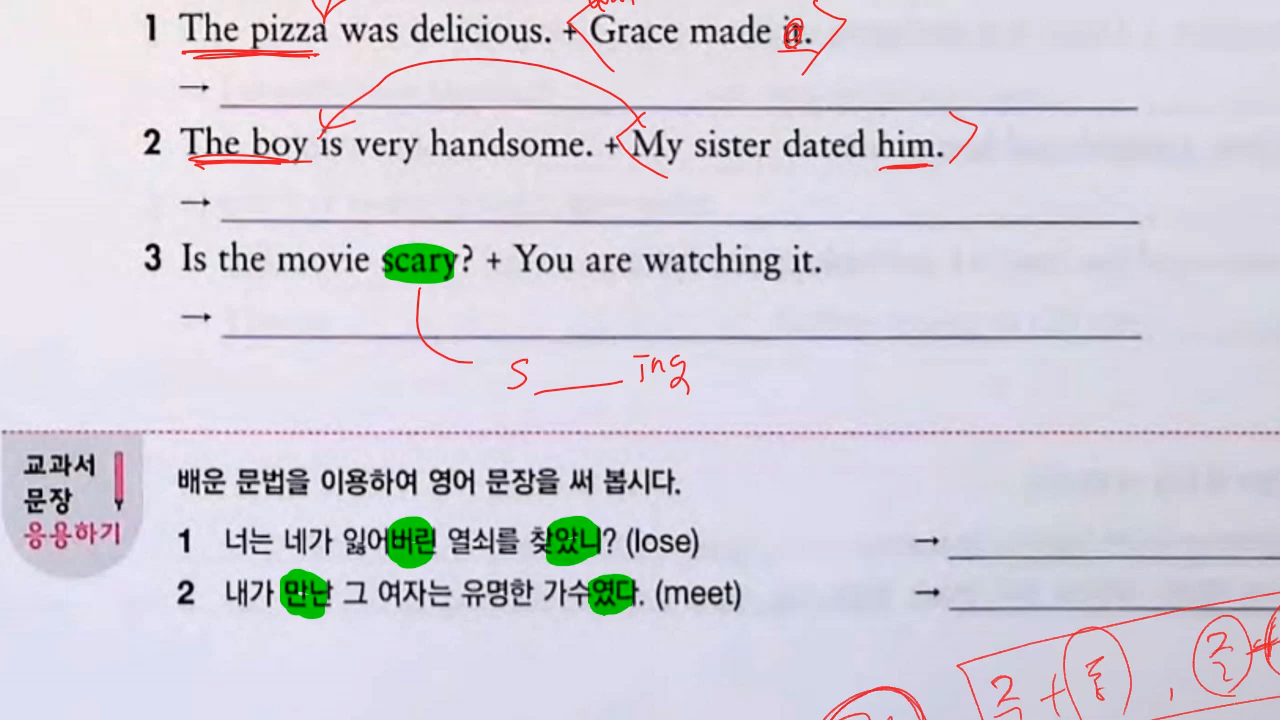 1 The pizza was delicious. + Grace made it.
→
2 The boy is very handsome. + My sister dated him.
→
3 Is the movie scary? + You are watching it.
→
S ____ ing
교과서
문장
응용하기
배운 문법을 이용하여 영어 문장을 써 봅시다.
1 너는 네가 잃어버린 열쇠를 찾았니? (lose) →
2 내가 만난 그 여자는 유명한 가수였다. (meet) →